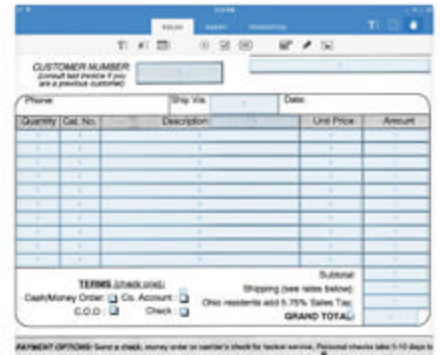 CUSTOMER NUMBER:
(consult last invoice if you
are a previous customer)
Phone: Ship Via: Date:
Quantity Cat. No. Description Unit Price Amount
TERMS (check one):
Cash/Money Order: Co. Account:
C.O.D.: Check:
Subtotal
Shipping (see rates below)
Ohio residents add 5.75% Sales Tax
GRAND TOTAL
PAYMENT OPTIONS: Send a check, money order or cashier's check for fastest service. Personal checks take 5-10 days to